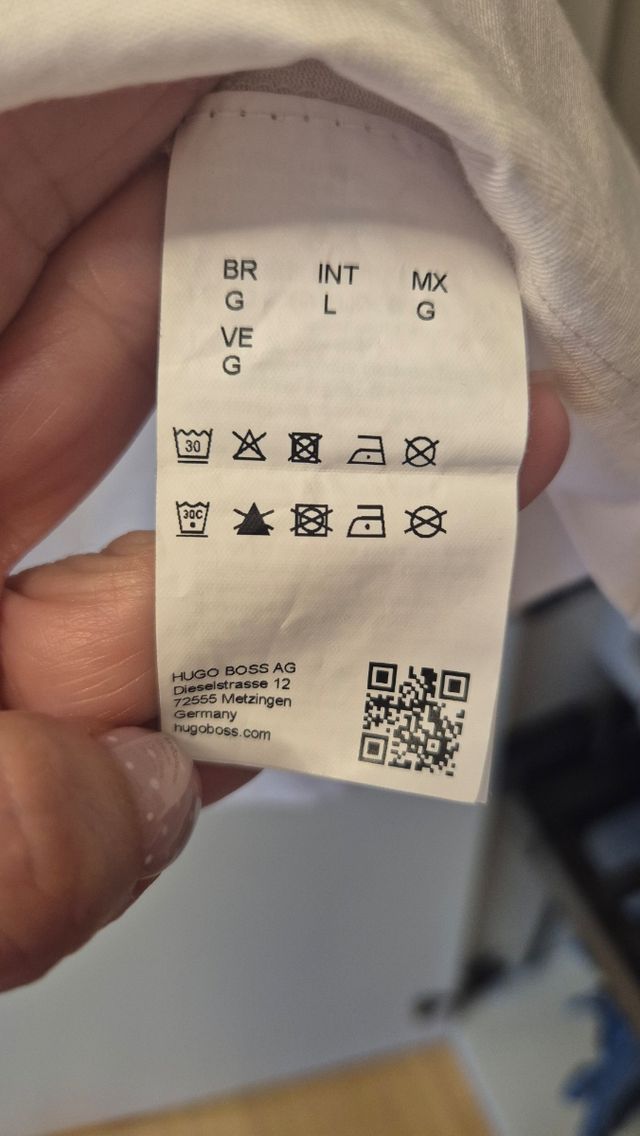 BR INT MX
G L G
VE
G
30
30C
HUGO BOSS AG
Dieselstrasse 12
72555 Metzingen
Germany
hugoboss.com